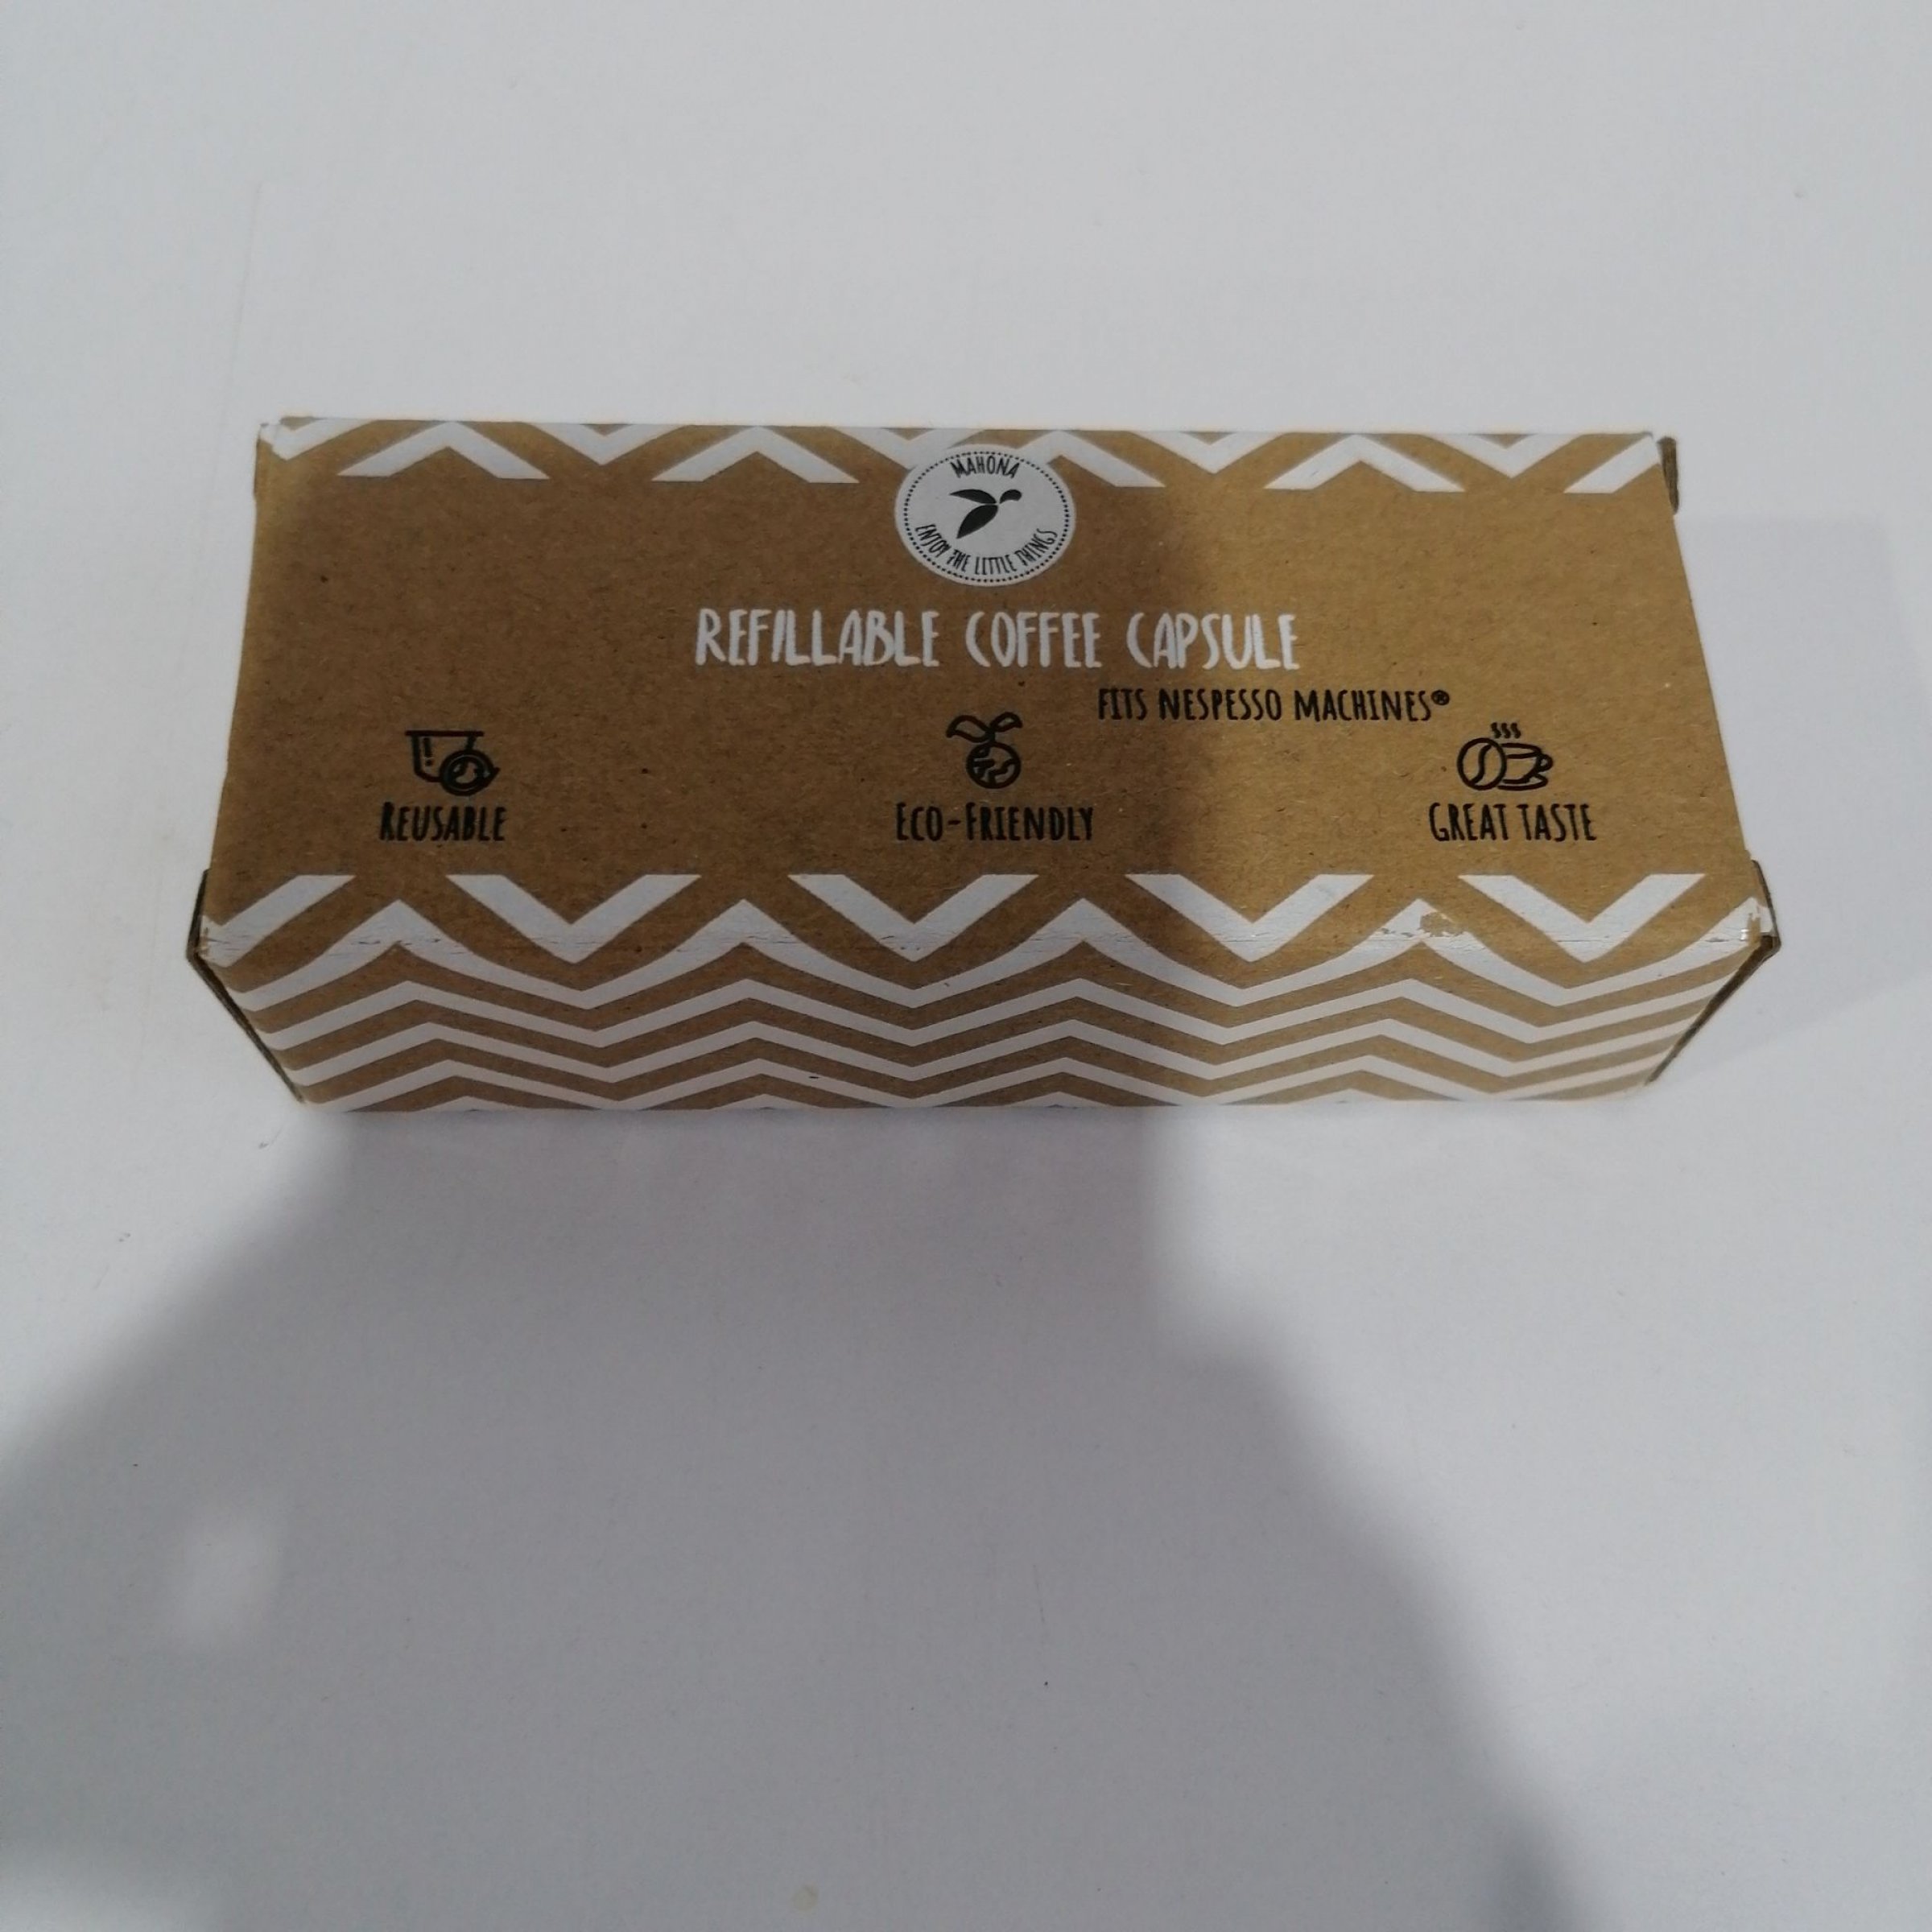 MAHONA
ENJOY THE LITTLE THINGS
REFILLABLE COFFEE CAPSULE
FITS NESPESSO MACHINES®
REUSABLE
ECO-FRIENDLY
GREAT TASTE